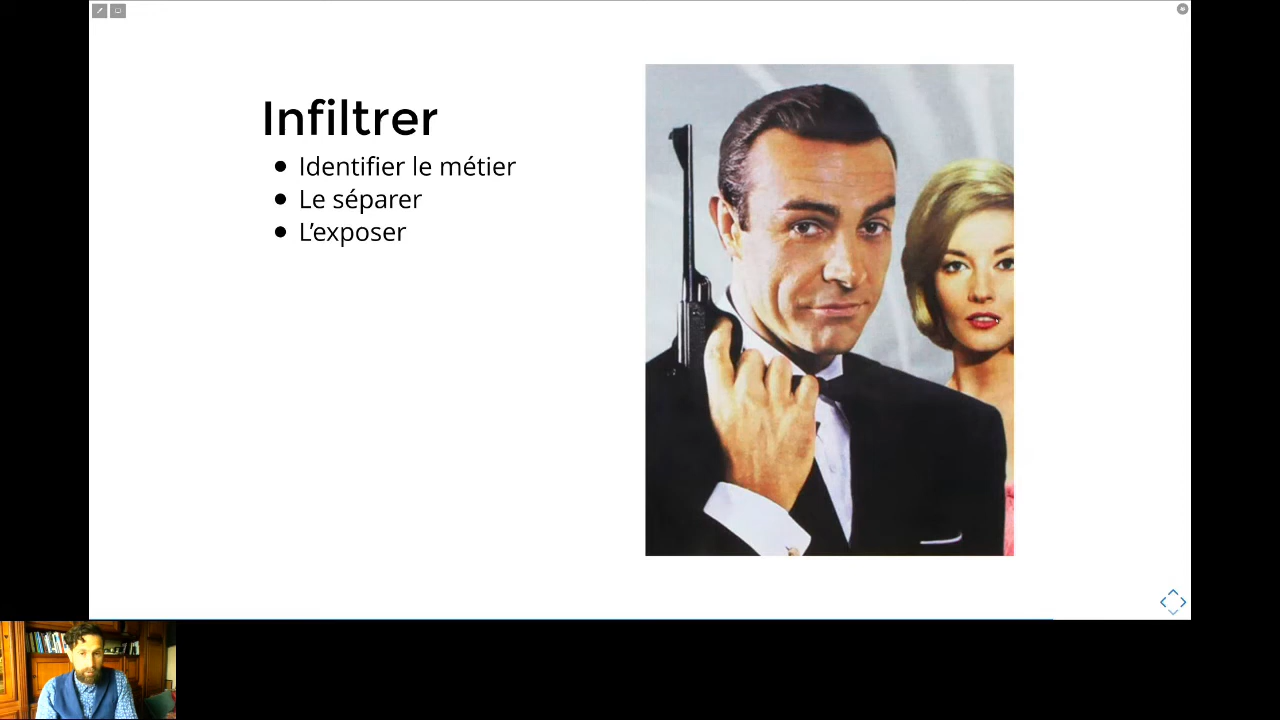 Infiltrer
Identifier le métier
Le séparer
L’exposer